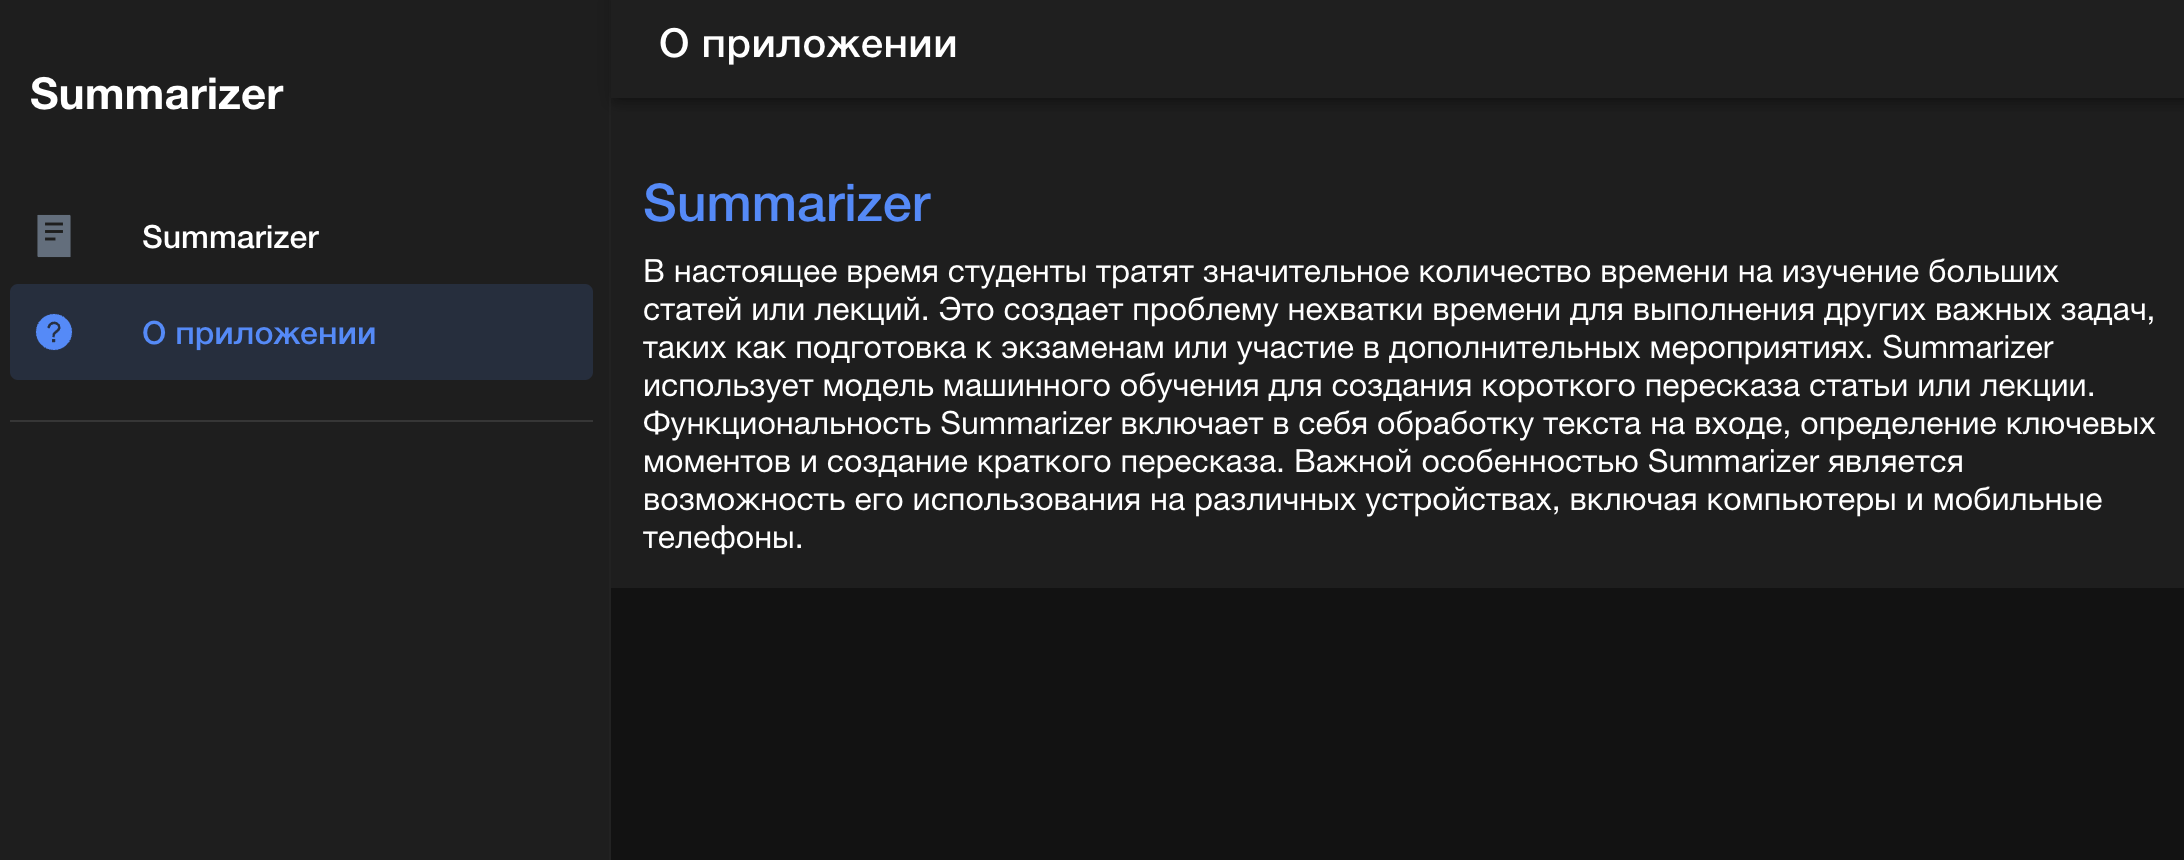 Summarizer
Summarizer
О приложении
О приложении
Summarizer
В настоящее время студенты тратят значительное количество времени на изучение больших
статей или лекций. Это создает проблему нехватки времени для выполнения других важных задач,
таких как подготовка к экзаменам или участие в дополнительных мероприятиях. Summarizer
использует модель машинного обучения для создания короткого пересказа статьи или лекции.
Функциональность Summarizer включает в себя обработку текста на входе, определение ключевых
моментов и создание краткого пересказа. Важной особенностью Summarizer является
возможность его использования на различных устройствах, включая компьютеры и мобильные
телефоны.